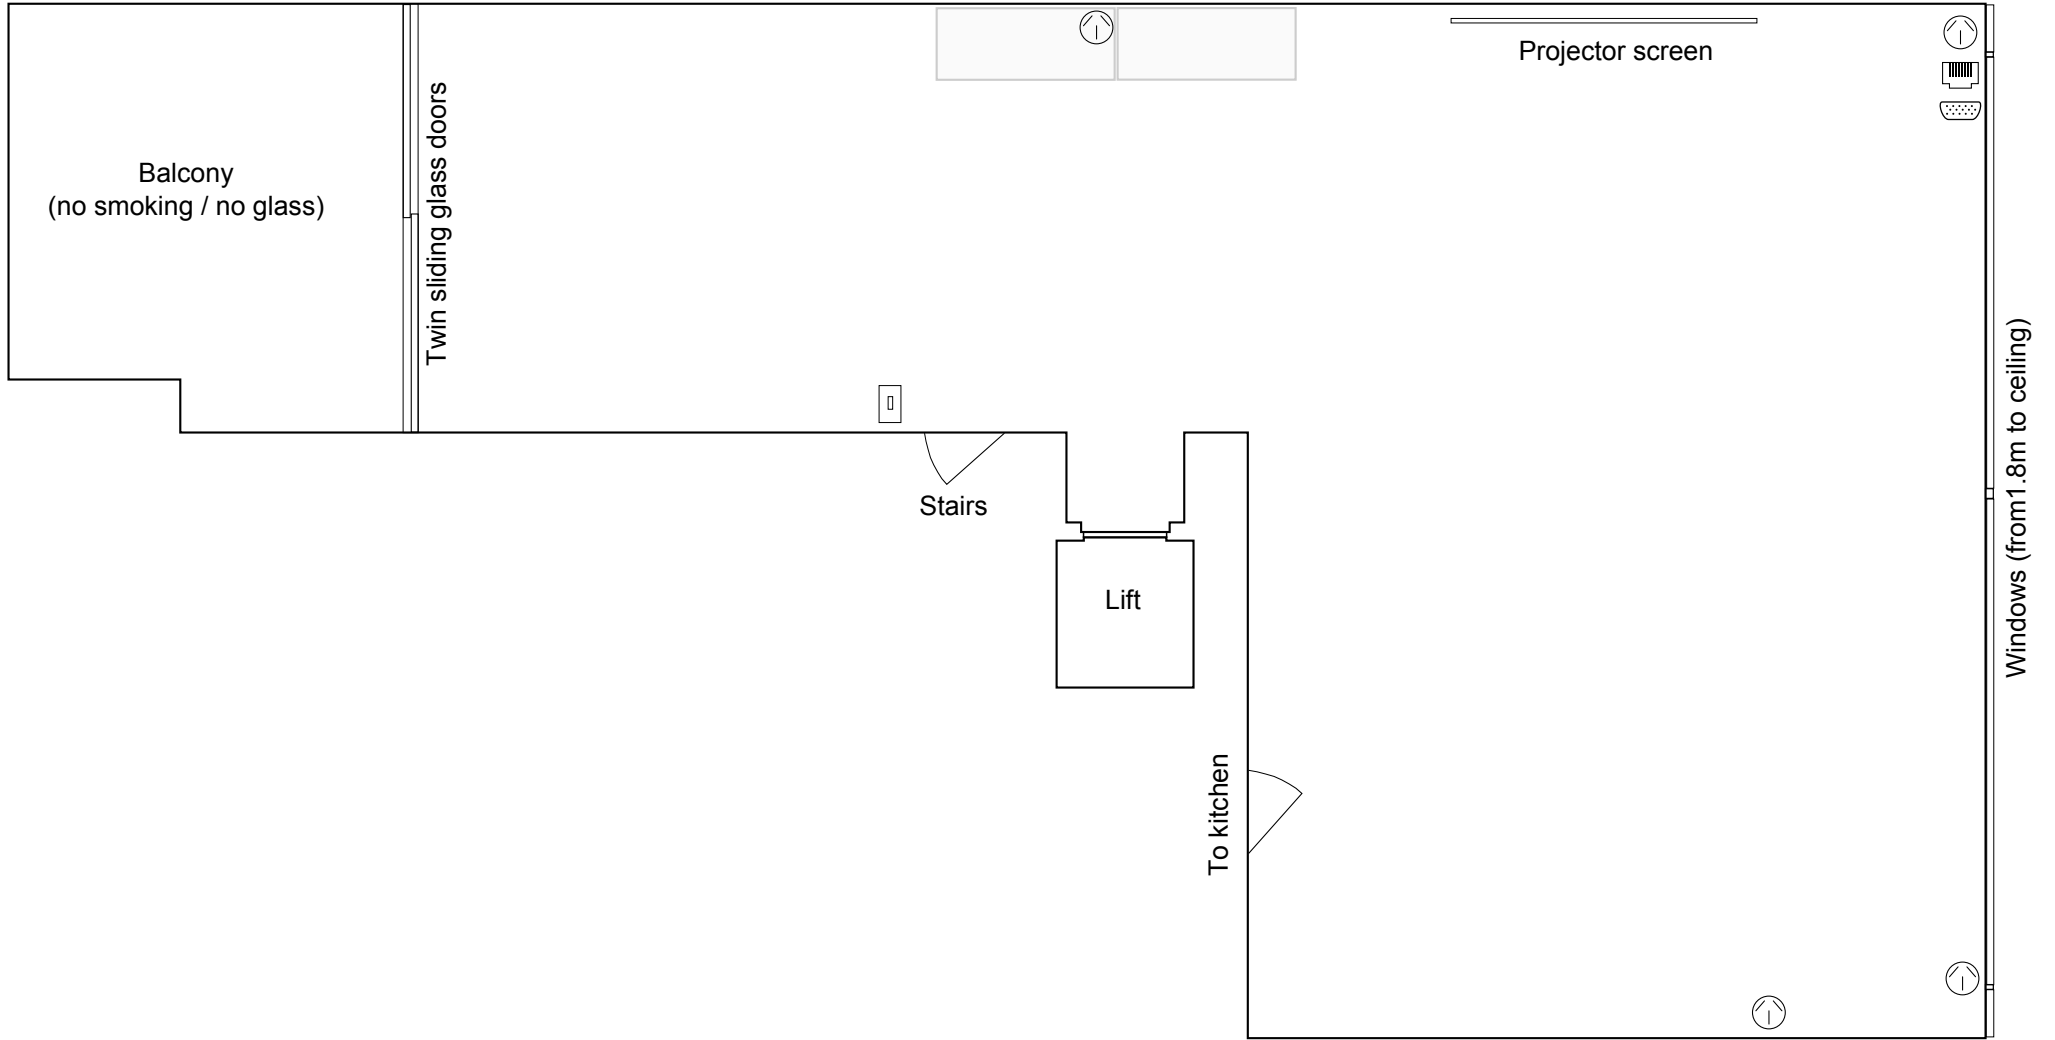 Projector screen
Balcony
(no smoking / no glass)
Twin sliding glass doors
Windows (from1.8m to ceiling)
Stairs
Lift
To kitchen